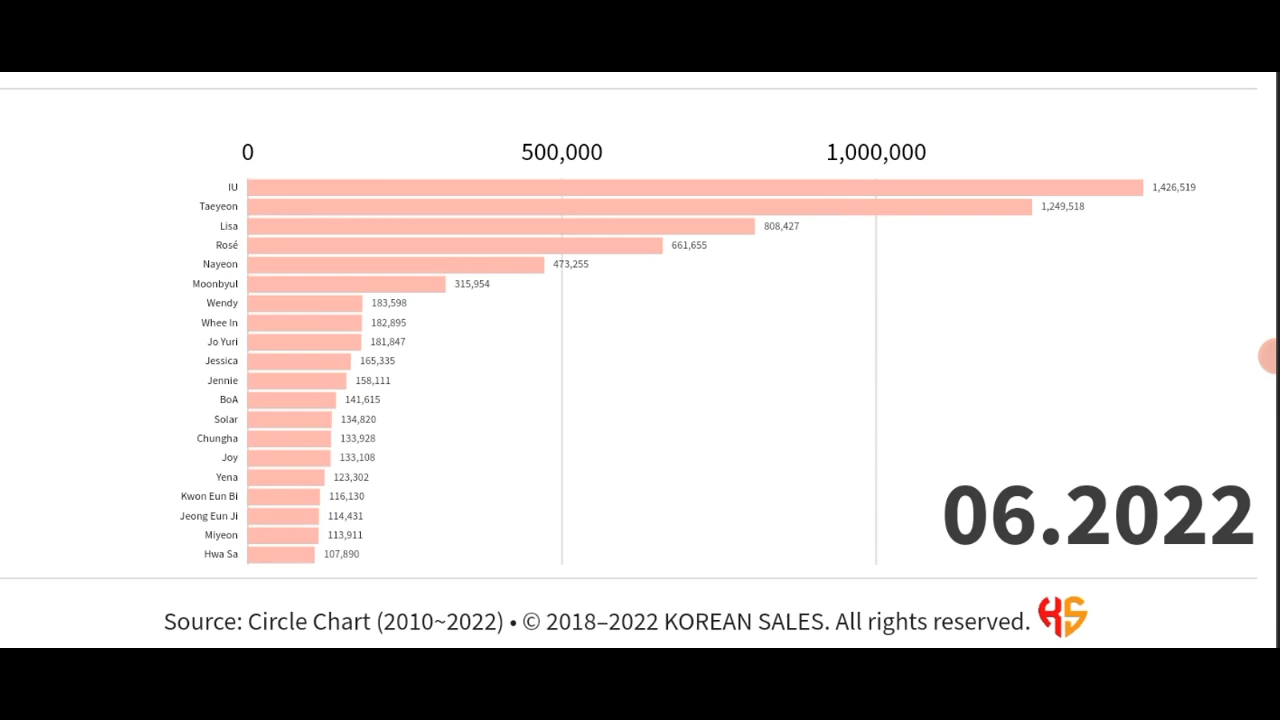 0 500,000 1,000,000
IU 1,426,519
Taeyeon 1,249,518
Lisa 808,427
Rosé 661,655
Nayeon 473,255
Moonbyul 315,954
Wendy 183,598
Whee In 182,895
Jo Yuri 181,847
Jessica 165,335
Jennie 158,111
BoA 141,615
Solar 134,820
Chungha 133,928
Joy 133,108
Yena 123,302
Kwon Eun Bi 116,130
Jeong Eun Ji 114,431
Miyeon 113,911
Hwa Sa 107,890
06.2022
Source: Circle Chart (2010~2022) • © 2018–2022 KOREAN SALES. All rights reserved. KS